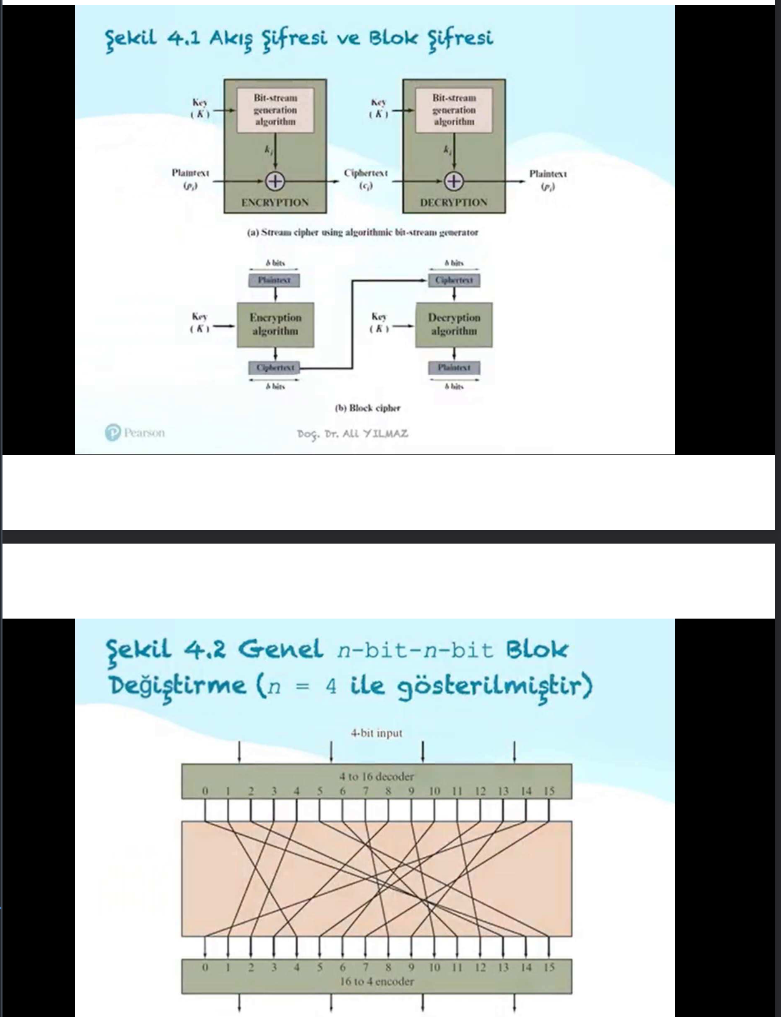 Şekil 4.1 Akış Şifresi ve Blok Şifresi
Key
(K)
Bit-stream
generation
algorithm
Key
(K)
Bit-stream
generation
algorithm
k_i
k_i
Plaintext
(p_i)
Ciphertext
(c_i)
Plaintext
(p_i)
ENCRYPTION
DECRYPTION
(a) Stream cipher using algorithmic bit-stream generator
b bits
b bits
Plaintext
Ciphertext
Key
(K)
Encryption
algorithm
Key
(K)
Decryption
algorithm
Ciphertext
Plaintext
b bits
b bits
(b) Block cipher
Pearson
Doç. Dr. Ali YILMAZ
Şekil 4.2 Genel n-bit-n-bit Blok
Değiştirme (n = 4 ile gösterilmiştir)
4-bit input
4 to 16 decoder
0 1 2 3 4 5 6 7 8 9 10 11 12 13 14 15
0 1 2 3 4 5 6 7 8 9 10 11 12 13 14 15
16 to 4 encoder